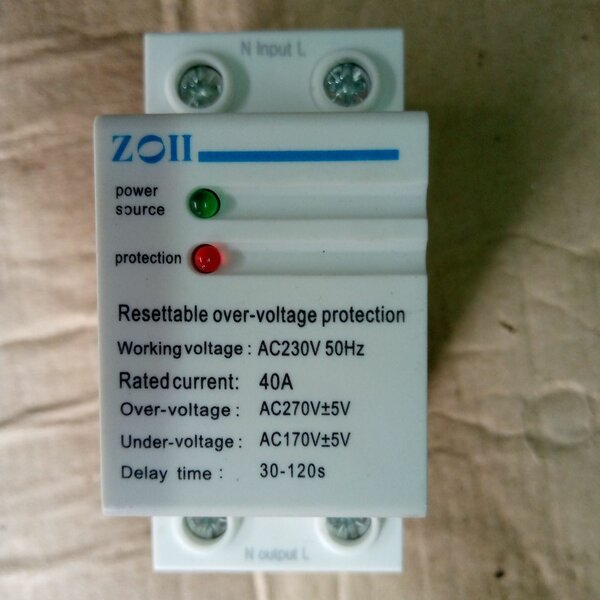 N Input L
ZOII
power
source
protection
Resettable over-voltage protection
Working voltage : AC230V 50Hz
Rated current: 40A
Over-voltage : AC270V±5V
Under-voltage : AC170V±5V
Delay time : 30-120s
N output L